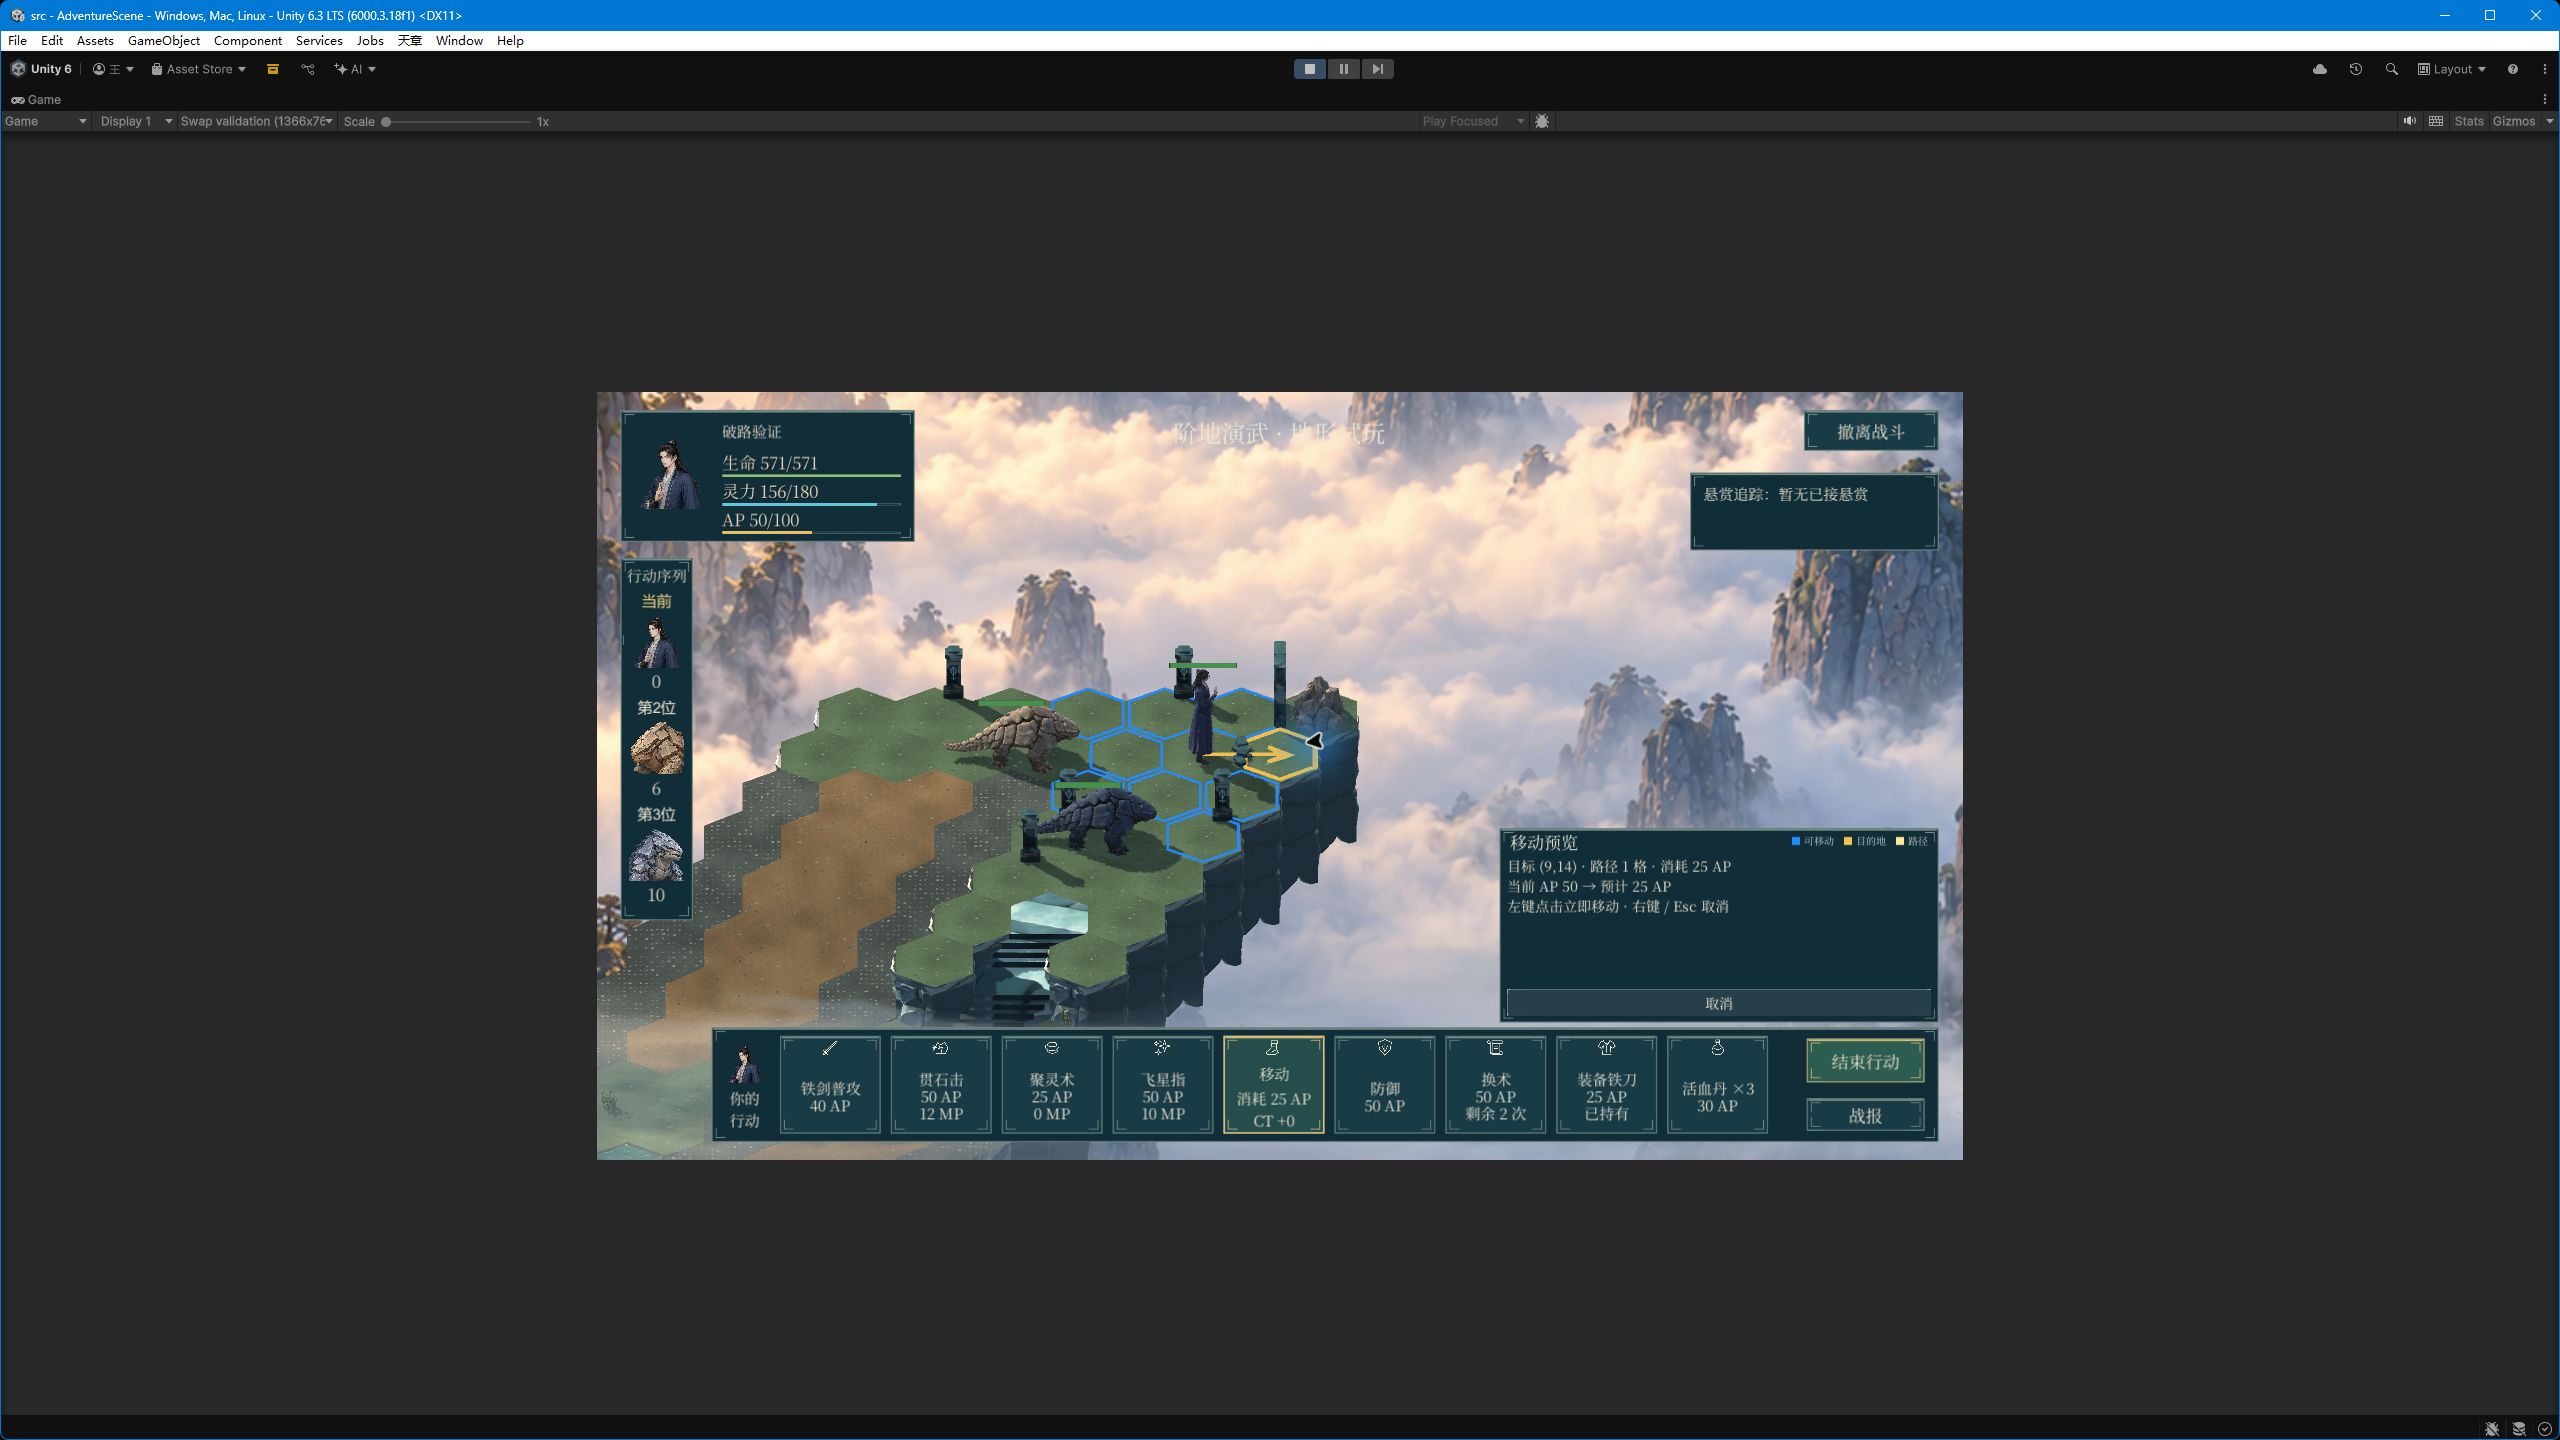 src - AdventureScene - Windows, Mac, Linux - Unity 6.3 LTS (6000.3.18f1) <DX11>
File Edit Assets GameObject Component Services Jobs 天章 Window Help
Unity 6 王 Asset Store AI Layout
Game
Game Display 1 Swap validation (1366x76 Scale 1x Play Focused Stats Gizmos
破路验证
生命 571/571
灵力 156/180
AP 50/100
阶地演武 · 地形试玩
撤离战斗
悬赏追踪：暂无已接悬赏
行动序列
当前
0
第2位
6
第3位
10
移动预览 可移动 目的地 路径
目标 (9,14) · 路径 1 格 · 消耗 25 AP
当前 AP 50 → 预计 25 AP
左键点击立即移动 · 右键 / Esc 取消
取消
你的
行动
铁剑普攻
40 AP
贯石击
50 AP
12 MP
聚灵术
25 AP
0 MP
飞星指
50 AP
10 MP
移动
消耗 25 AP
CT +0
防御
50 AP
换术
50 AP
剩余 2 次
装备铁刀
25 AP
已持有
活血丹 ×3
30 AP
结束行动
战报